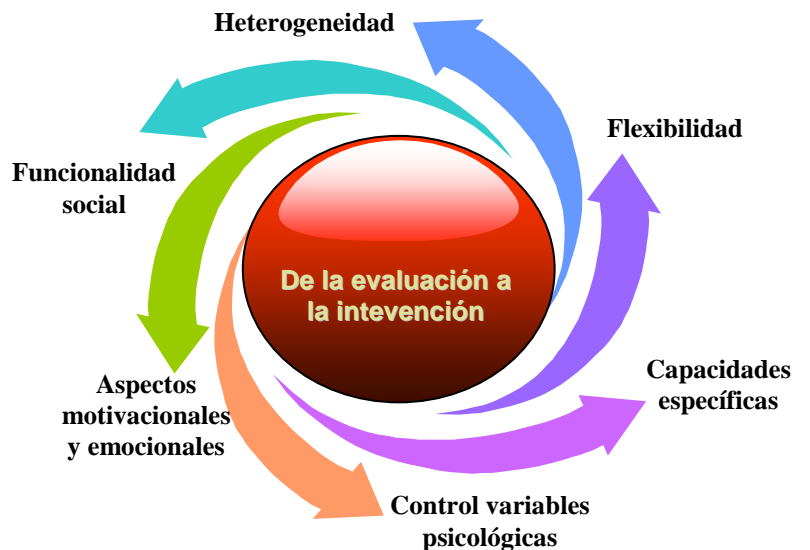 Heterogeneidad
Flexibilidad
Funcionalidad
social
De la evaluación a
la intevención
Capacidades
específicas
Aspectos
motivacionales
y emocionales
Control variables
psicológicas